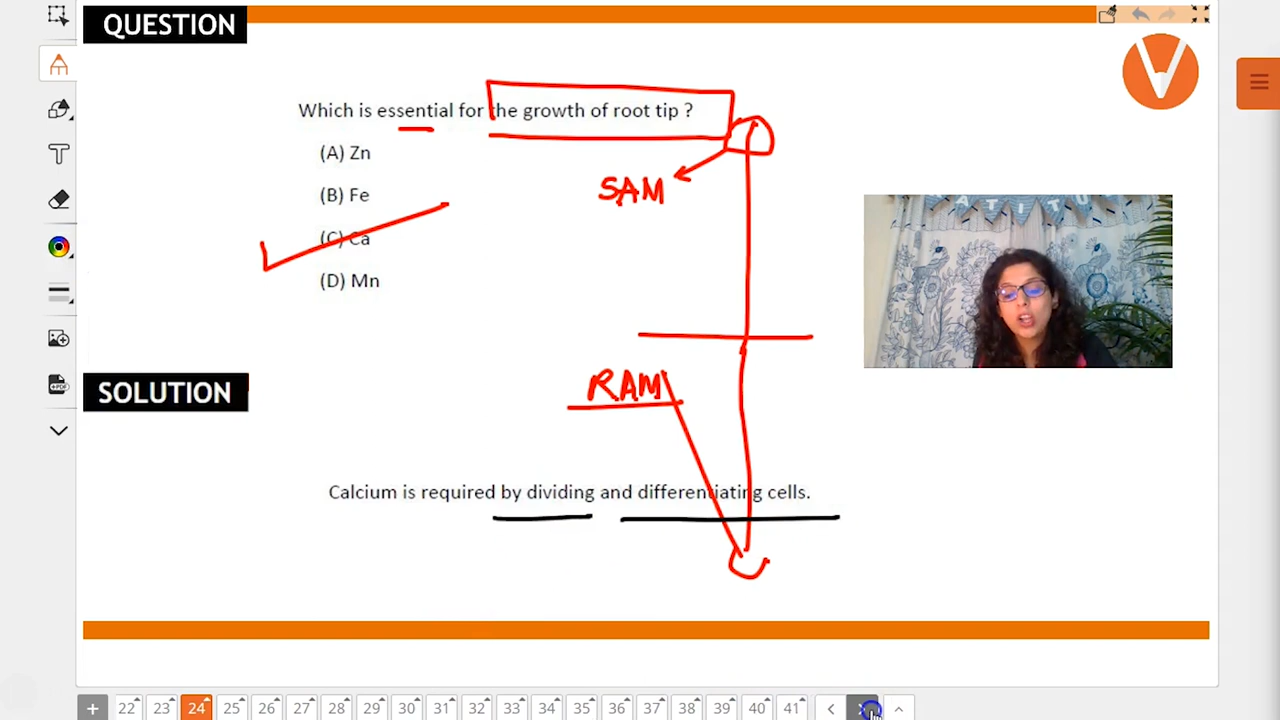 QUESTION
Which is essential for the growth of root tip ?
(A) Zn
(B) Fe
SAM
(C) Ca
(D) Mn
RAM
SOLUTION
Calcium is required by dividing and differentiating cells.
22 23 24 25 26 27 28 29 30 31 32 33 34 35 36 37 38 39 40 41